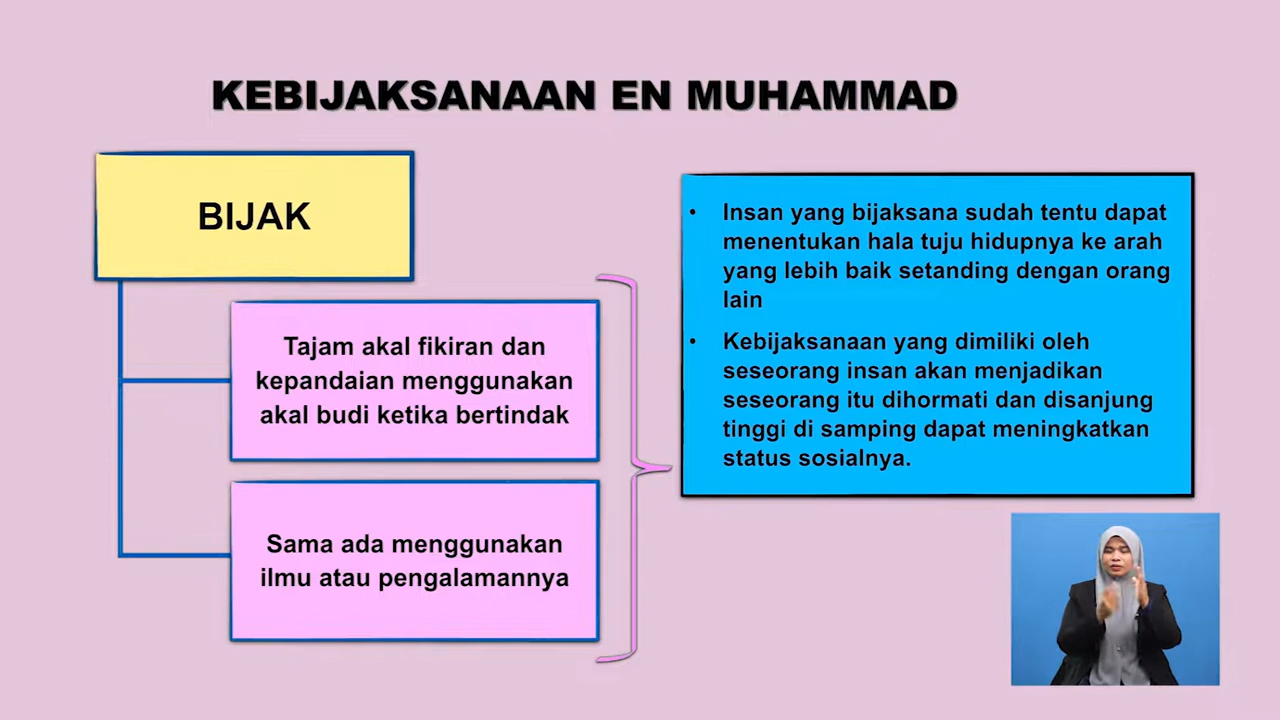 KEBIJAKSANAAN EN MUHAMMAD
BIJAK
Tajam akal fikiran dan
kepandaian menggunakan
akal budi ketika bertindak
Sama ada menggunakan
ilmu atau pengalamannya
• Insan yang bijaksana sudah tentu dapat
menentukan hala tuju hidupnya ke arah
yang lebih baik setanding dengan orang
lain
• Kebijaksanaan yang dimiliki oleh
seseorang insan akan menjadikan
seseorang itu dihormati dan disanjung
tinggi di samping dapat meningkatkan
status sosialnya.